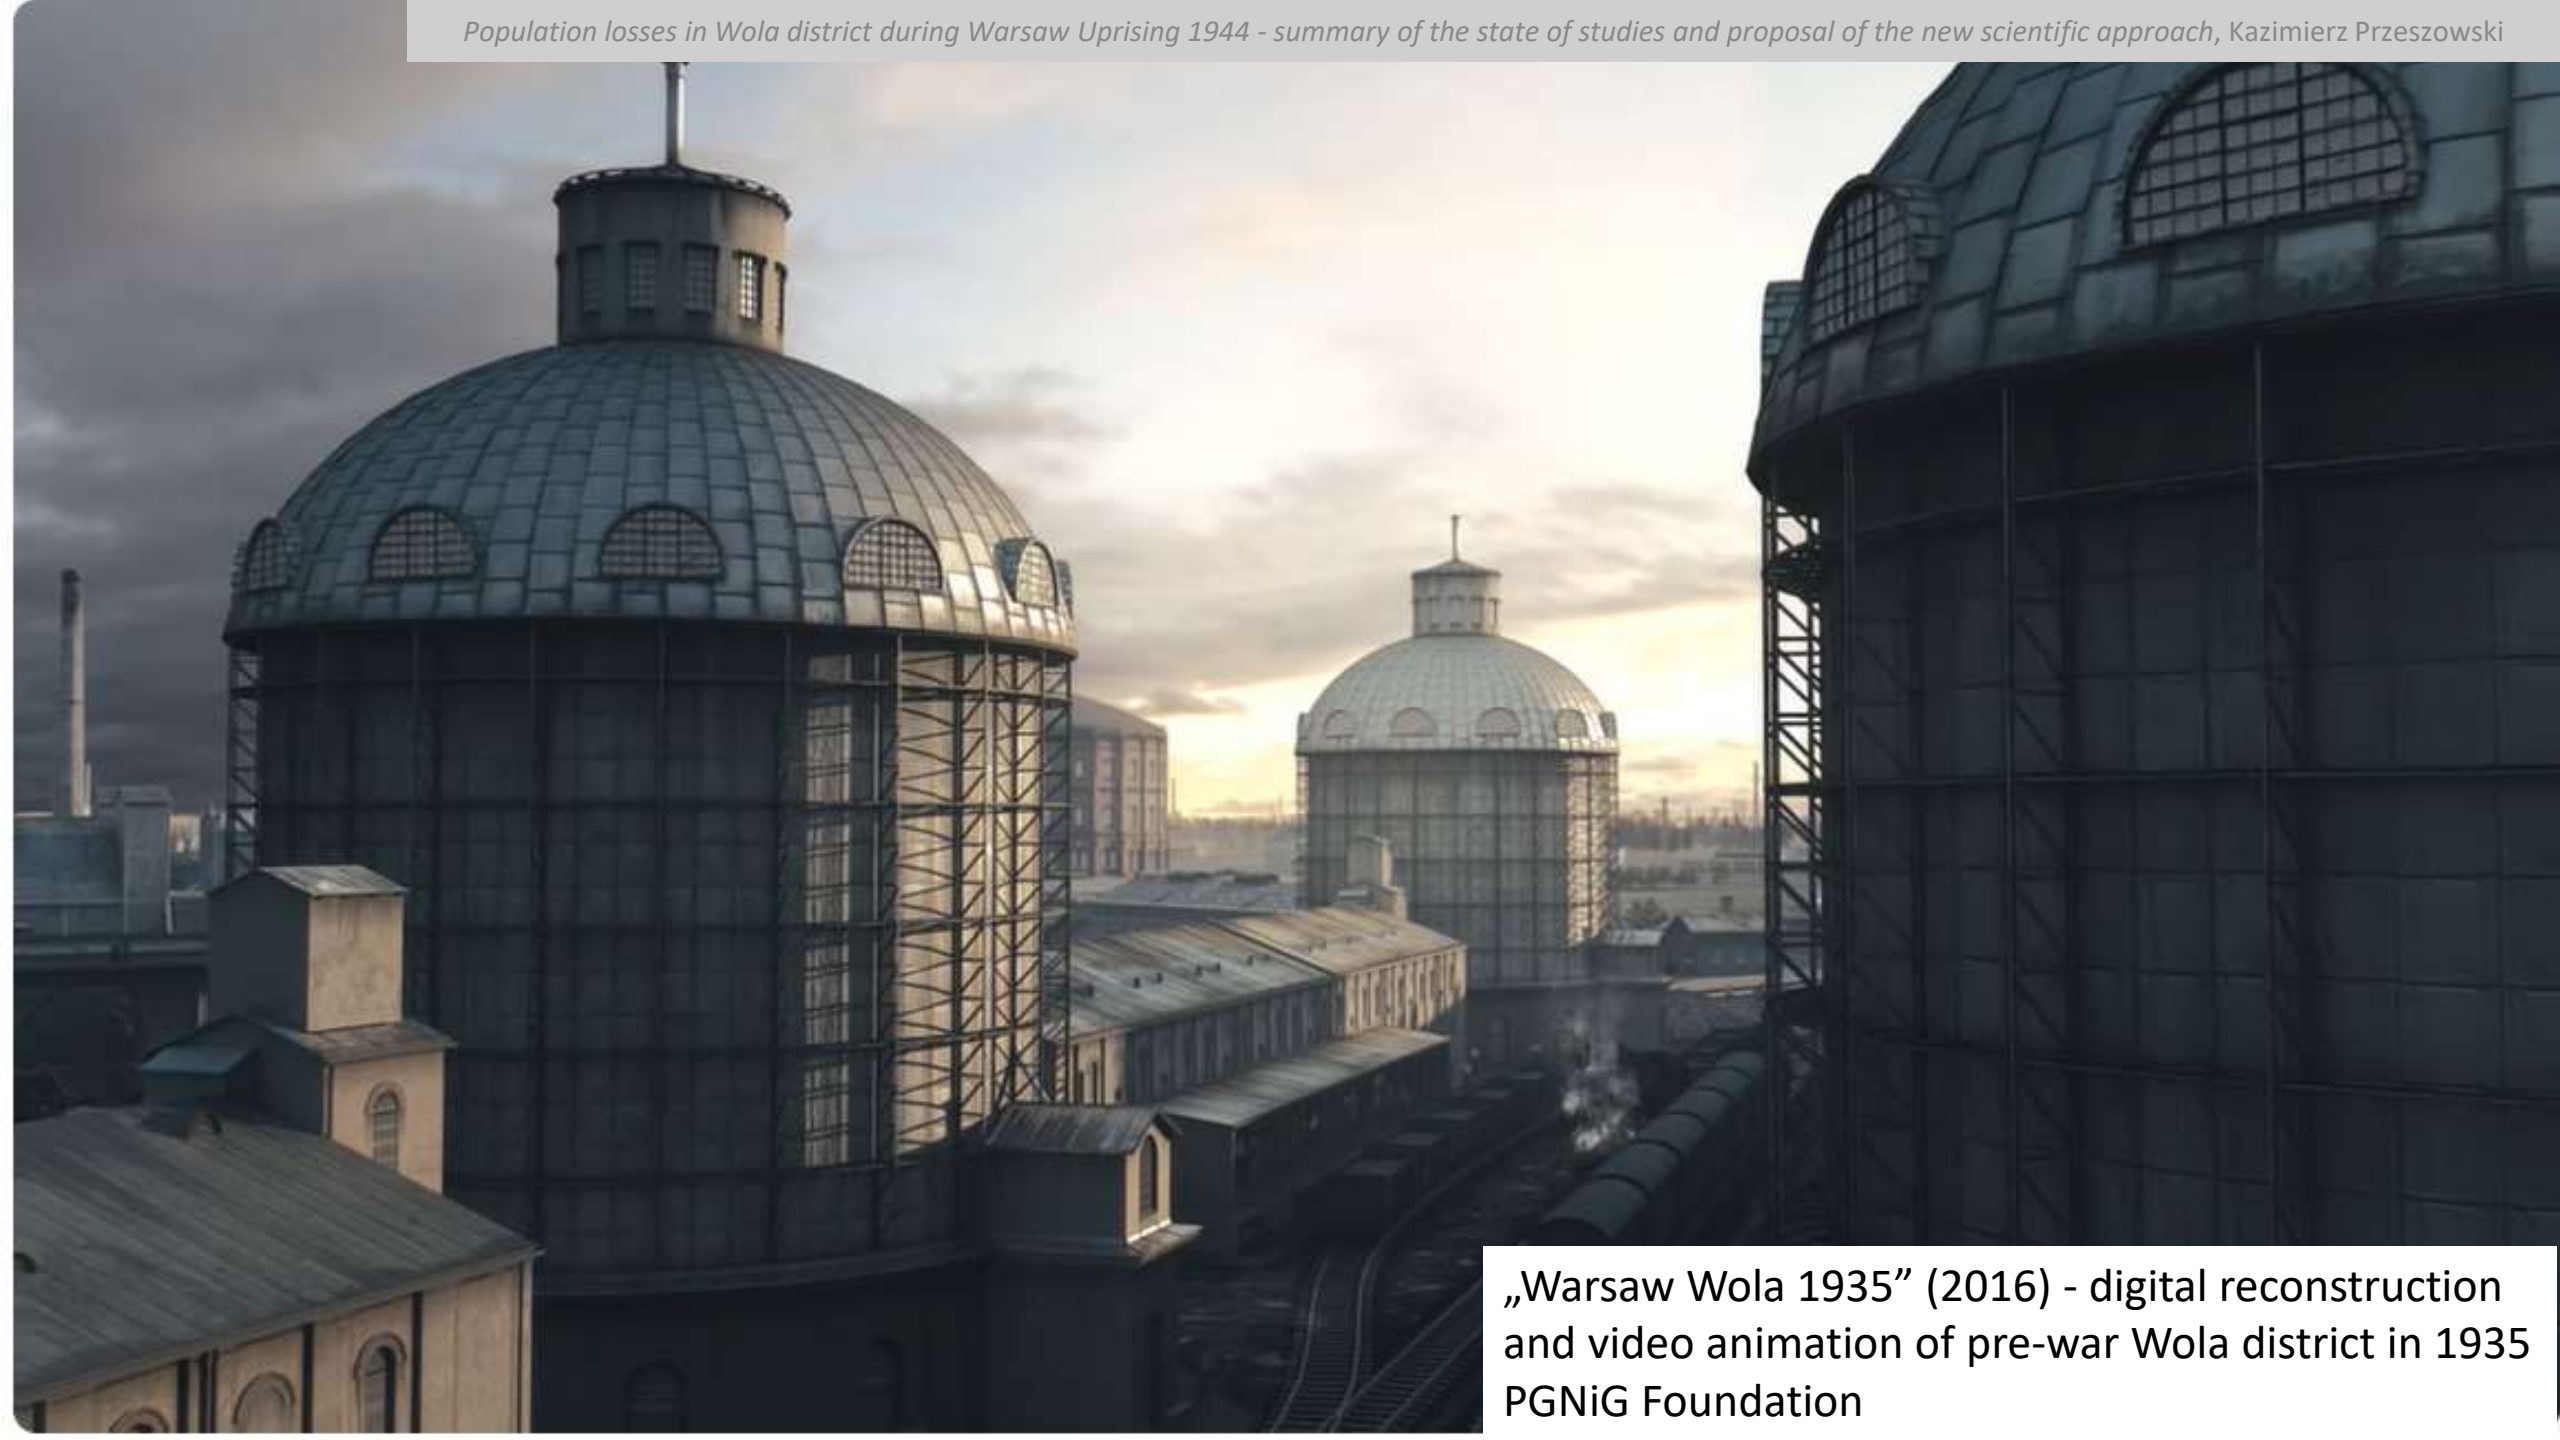 Population losses in Wola district during Warsaw Uprising 1944 - summary of the state of studies and proposal of the new scientific approach, Kazimierz Przeszowski
„Warsaw Wola 1935” (2016) - digital reconstruction
and video animation of pre-war Wola district in 1935
PGNiG Foundation